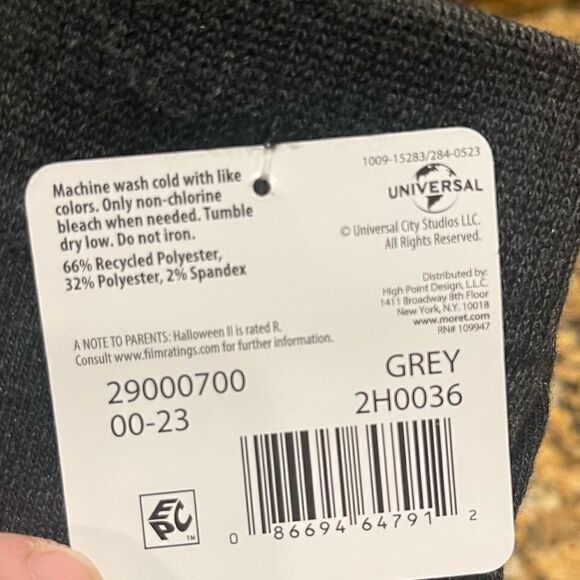 Machine wash cold with like
colors. Only non-chlorine
bleach when needed. Tumble
dry low. Do not iron.
66% Recycled Polyester,
32% Polyester, 2% Spandex
1009-15283/284-0523
UNIVERSAL
© Universal City Studios LLC.
All Rights Reserved.
Distributed by:
High Point Design, L.L.C.
1411 Broadway 8th Floor
New York, N.Y. 10018
www.moret.com
RN# 109947
A NOTE TO PARENTS: Halloween II is rated R.
Consult www.filmratings.com for further information.
29000700
00-23
GREY
2H0036
EPC
TM
0 86694 64791 2